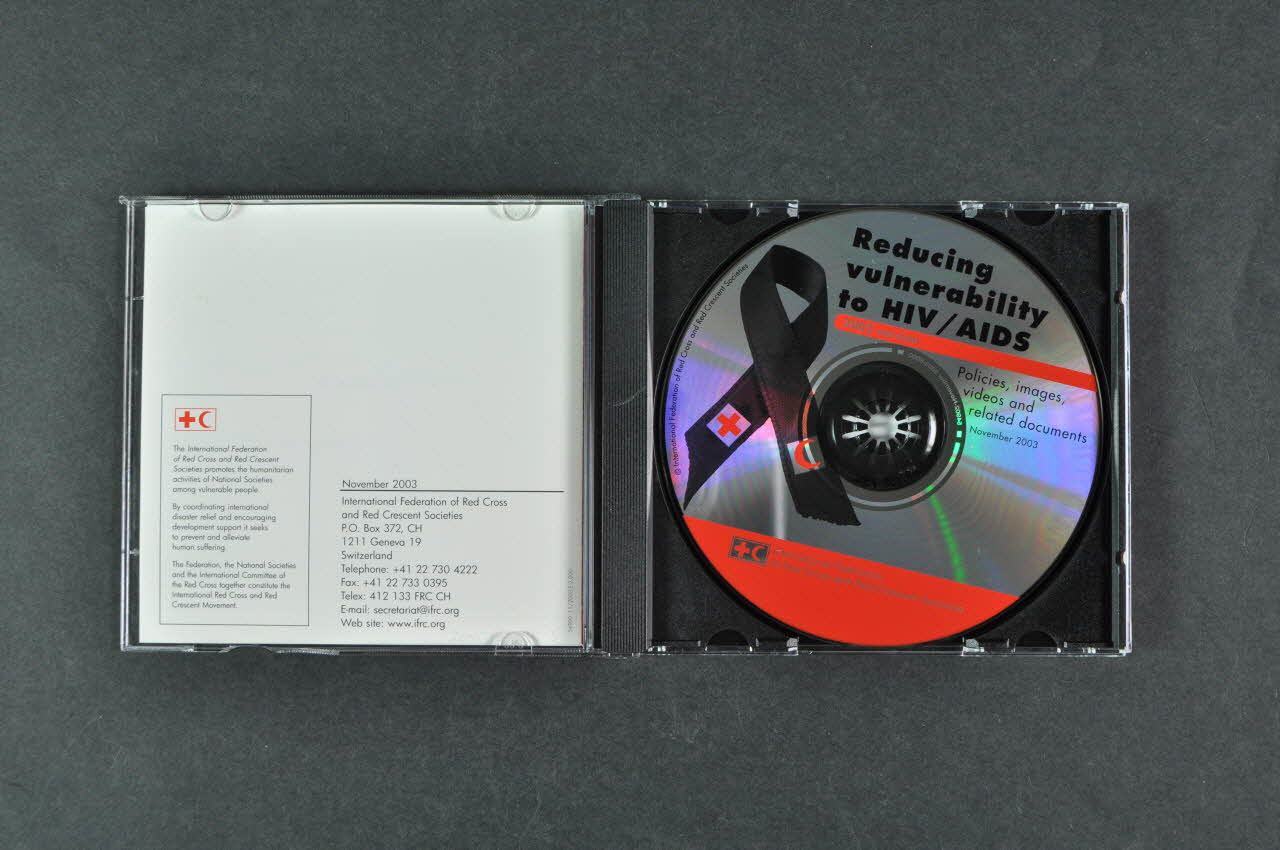 The International Federation
of Red Cross and Red Crescent
Societies promotes the humanitarian
activities of National Societies
among vulnerable people.
By coordinating international
disaster relief and encouraging
development support it seeks
to prevent and alleviate
human suffering.
The Federation, the National Societies
and the International Committee of
the Red Cross together constitute the
International Red Cross and Red
Crescent Movement.
November 2003
International Federation of Red Cross
and Red Crescent Societies
P.O. Box 372, CH
1211 Geneva 19
Switzerland
Telephone: +41 22 730 4222
Fax: +41 22 733 0395
Telex: 412 133 FRC CH
E-mail: secretariat@ifrc.org
Web site: www.ifrc.org
Reducing
vulnerability
to HIV/AIDS
Policies, images,
videos and
related documents
November 2003
© International Federation of Red Cross and Red Crescent Societies